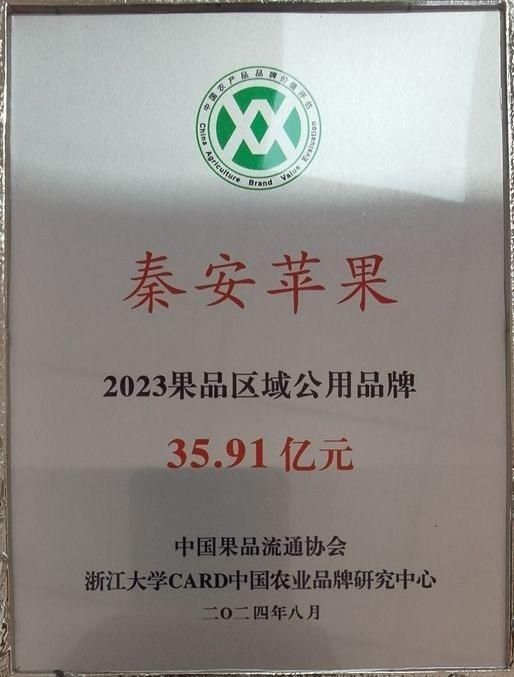 中国农产品品牌价值评估
China Agriculture Brand Value Evaluation
秦安苹果
2023果品区域公用品牌
35.91 亿元
中国果品流通协会
浙江大学CARD中国农业品牌研究中心
二〇二四年八月